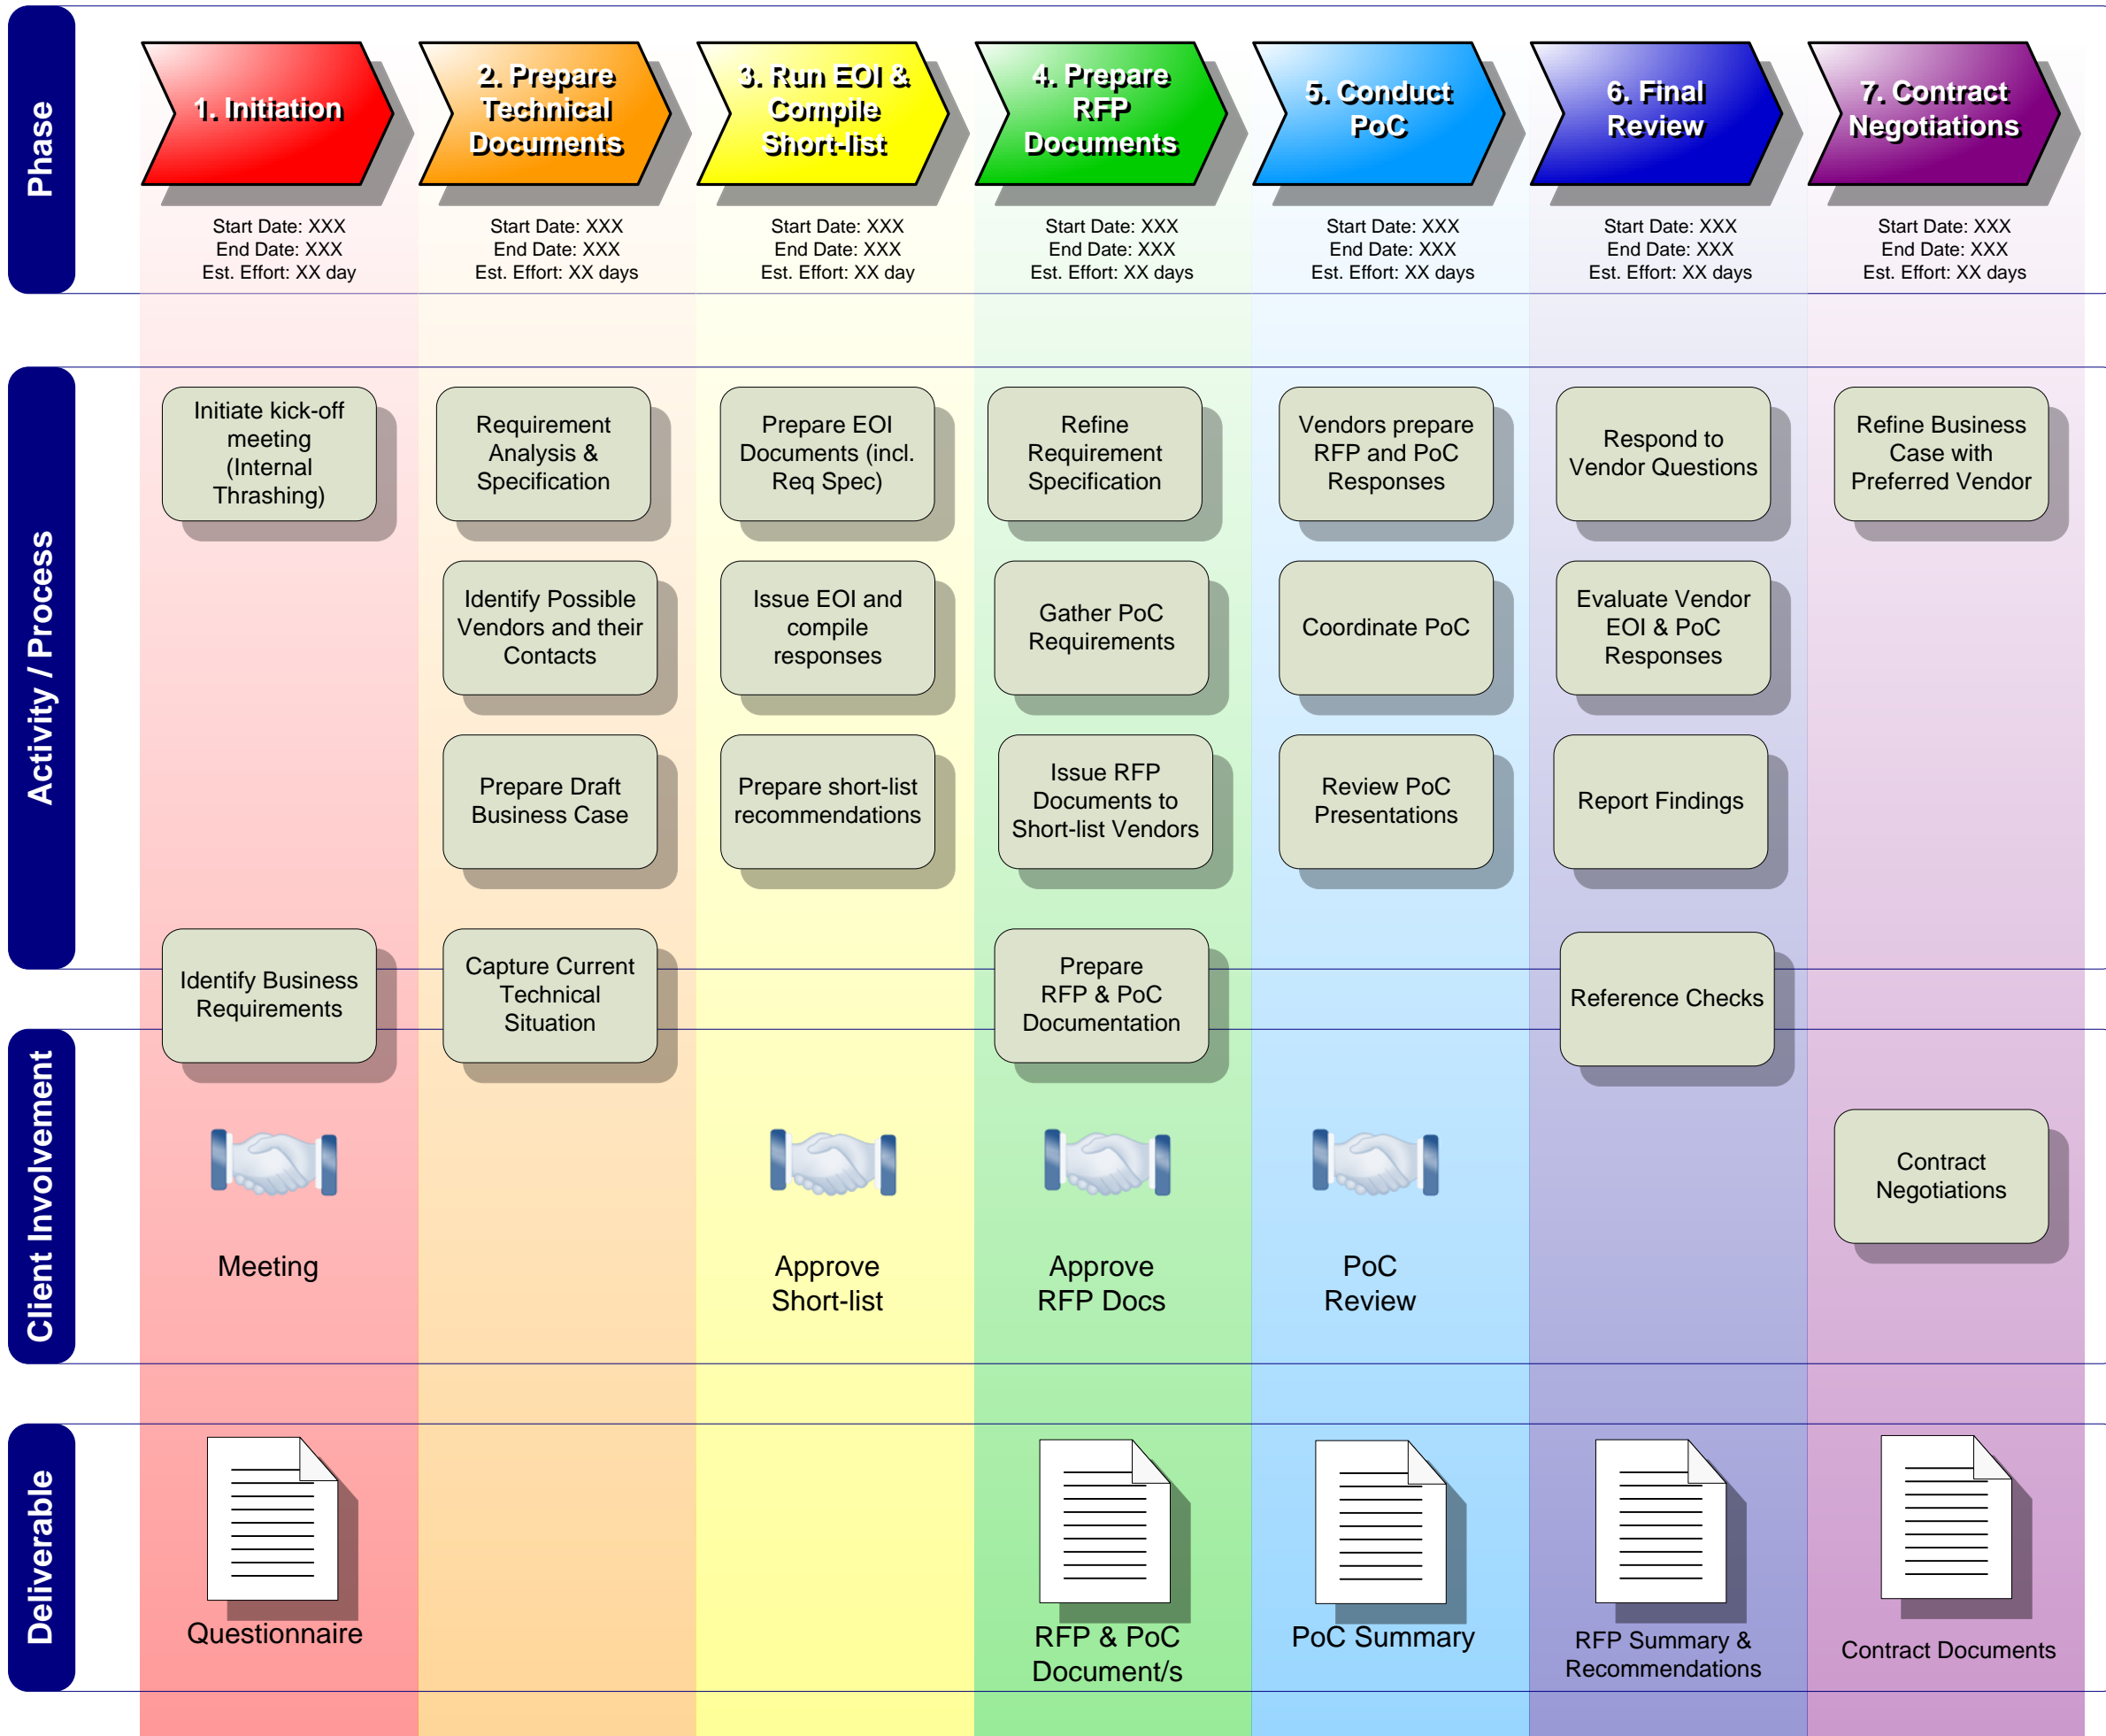 Phase
1. Initiation
2. Prepare
Technical
Documents
3. Run EOI &
Compile
Short-list
4. Prepare
RFP
Documents
5. Conduct
PoC
6. Final
Review
7. Contract
Negotiations
Start Date: XXX
End Date: XXX
Est. Effort: XX day
Start Date: XXX
End Date: XXX
Est. Effort: XX days
Start Date: XXX
End Date: XXX
Est. Effort: XX day
Start Date: XXX
End Date: XXX
Est. Effort: XX days
Start Date: XXX
End Date: XXX
Est. Effort: XX days
Start Date: XXX
End Date: XXX
Est. Effort: XX days
Start Date: XXX
End Date: XXX
Est. Effort: XX days
Activity / Process
Initiate kick-off
meeting
(Internal
Thrashing)
Requirement
Analysis &
Specification
Prepare EOI
Documents (incl.
Req Spec)
Refine
Requirement
Specification
Vendors prepare
RFP and PoC
Responses
Respond to
Vendor Questions
Refine Business
Case with
Preferred Vendor
Identify Possible
Vendors and their
Contacts
Issue EOI and
compile
responses
Gather PoC
Requirements
Coordinate PoC
Evaluate Vendor
EOI & PoC
Responses
Prepare Draft
Business Case
Prepare short-list
recommendations
Issue RFP
Documents to
Short-list Vendors
Review PoC
Presentations
Report Findings
Identify Business
Requirements
Capture Current
Technical
Situation
Prepare
RFP & PoC
Documentation
Reference Checks
Client Involvement
Meeting
Approve
Short-list
Approve
RFP Docs
PoC
Review
Contract
Negotiations
Deliverable
Questionnaire
RFP & PoC
Document/s
PoC Summary
RFP Summary &
Recommendations
Contract Documents